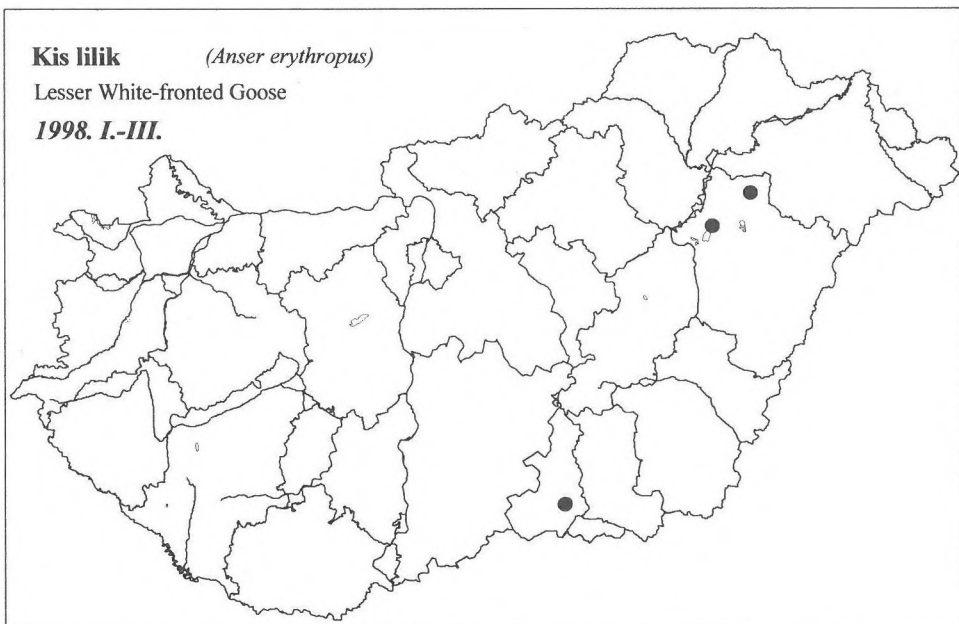 Kis lilik (Anser erythropus)
Lesser White-fronted Goose
1998. I.-III.